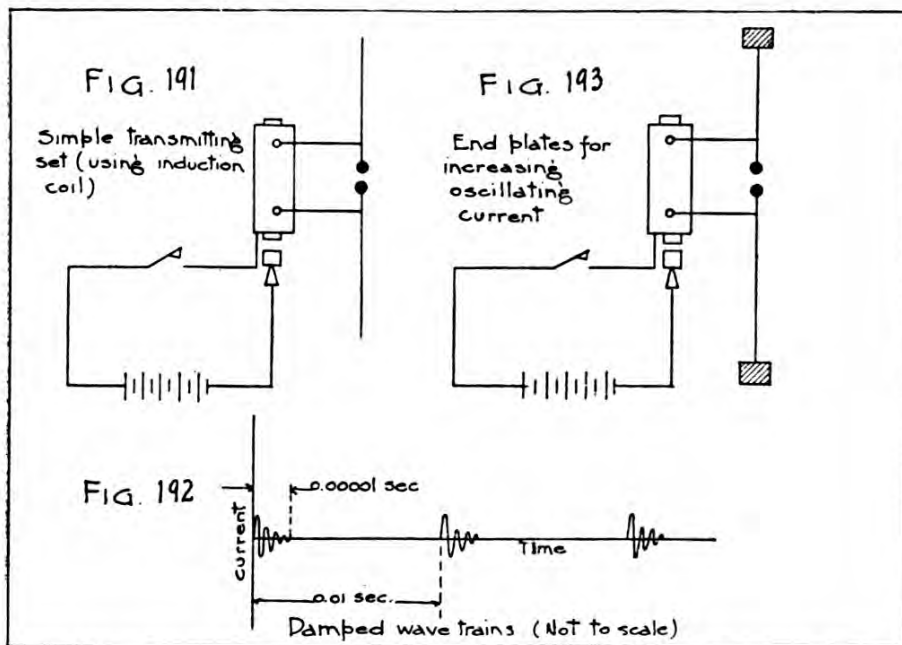 FIG. 191
Simple transmitting
set (using induction
coil)
FIG. 193
End plates for
increasing
oscillating
current
FIG. 192
0.00001 sec
current
Time
0.01 sec.
Damped wave trains (Not to scale)